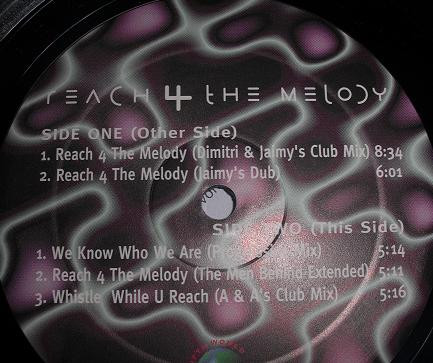 reach 4 the melody
SIDE ONE (Other Side)
1. Reach 4 The Melody (Dimitri & Jaimy's Club Mix) 8:34
2. Reach 4 The Melody (Jaimy's Dub) 6:01
SIDE TWO (This Side)
1. We Know Who We Are ( Mix) 5:14
2. Reach 4 The Melody (The Men Behind Extended) 5:11
3. Whistle While U Reach (A & A's Club Mix) 5:16
WORLD